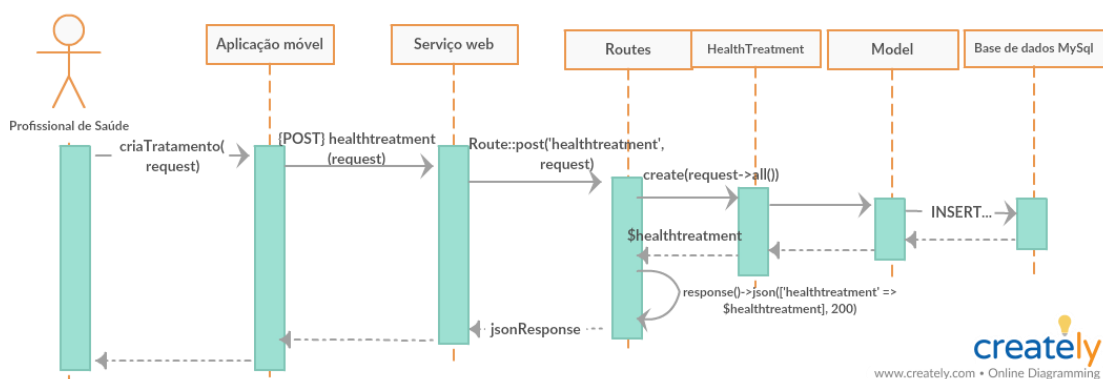 Aplicação móvel
Serviço web
Routes
HealthTreatment
Model
Base de dados MySql
Profissional de Saúde
criaTratamento(
request)
{POST} healthtreatment
(request)
Route::post('healthtreatment',
request)
create(request->all())
INSERT...
$healthtreatment
response()->json(['healthtreatment' =>
$healthtreatment], 200)
jsonResponse
creately
www.creately.com • Online Diagramming